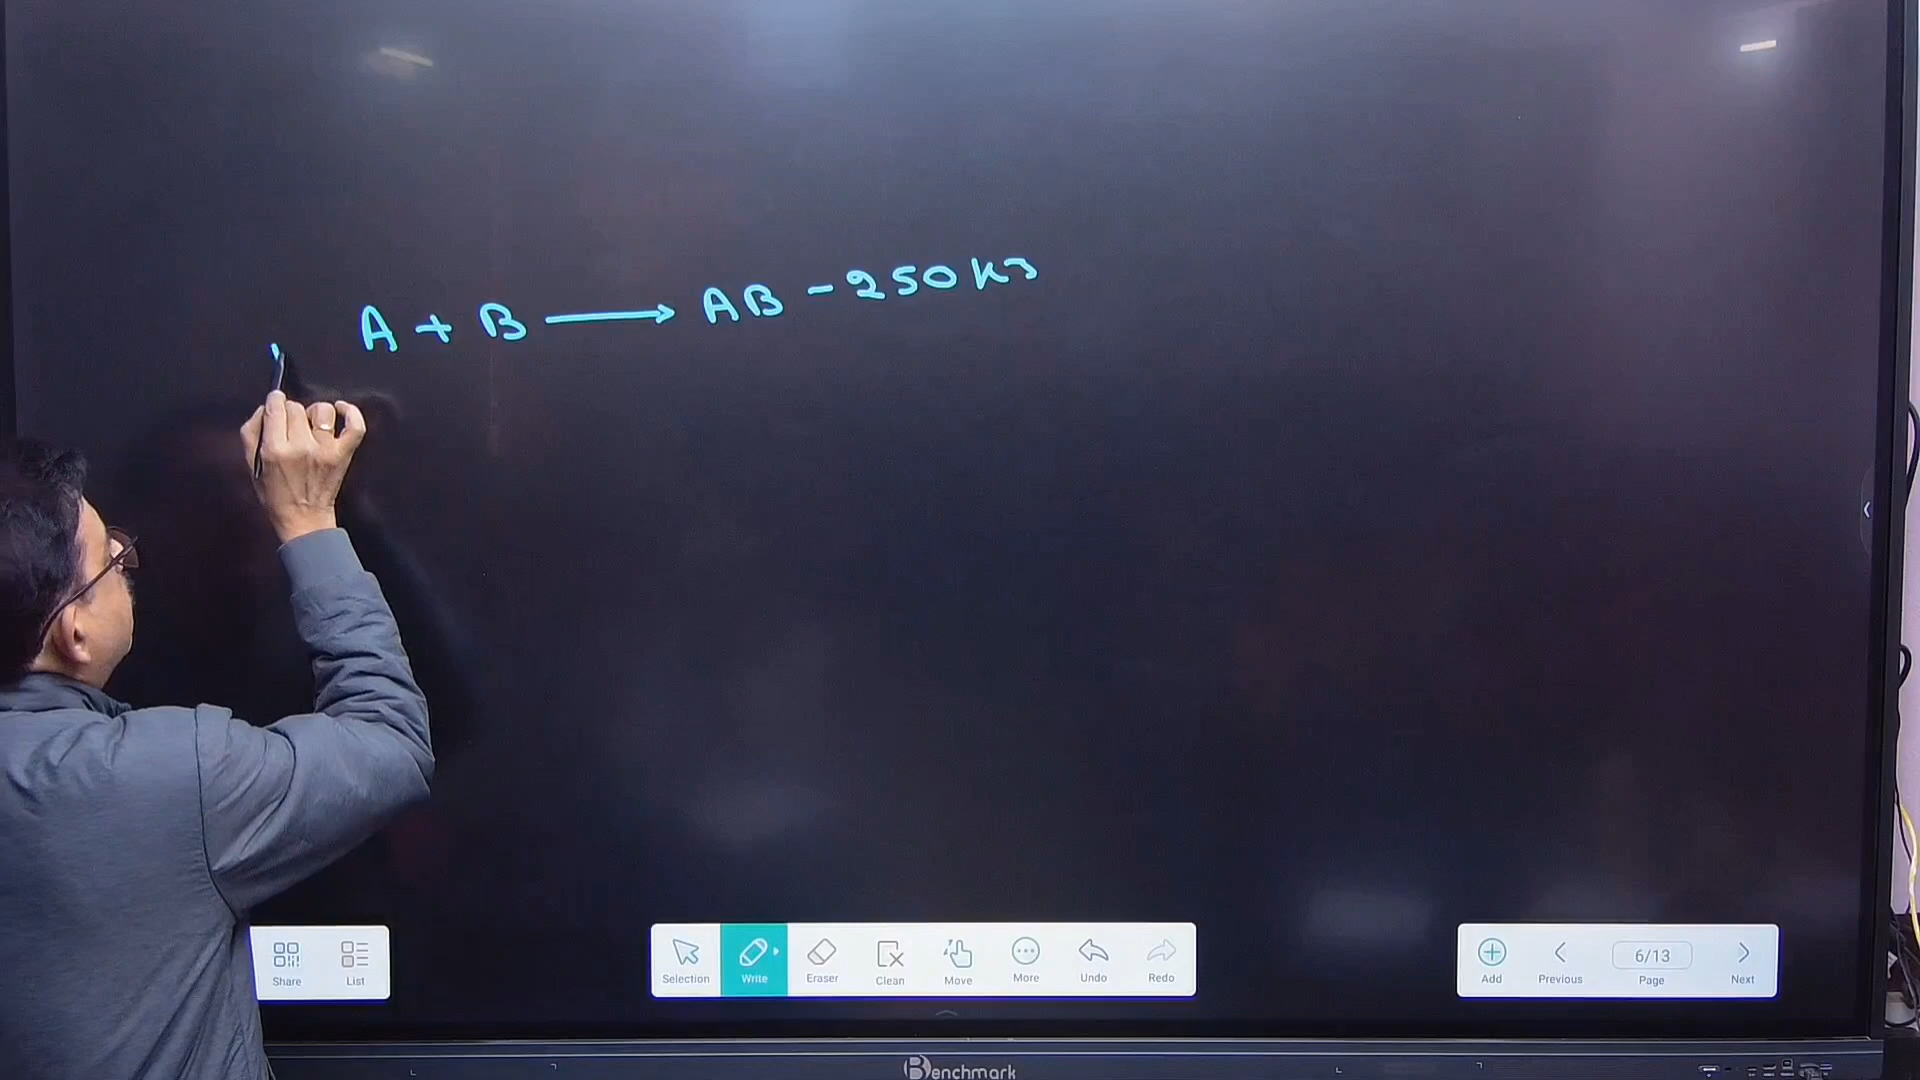 A + B ⟶ AB - 250 KJ
Share
List
Selection
Write
Eraser
Clean
Move
More
Undo
Redo
Add
Previous
6/13
Page
Next
Benchmark